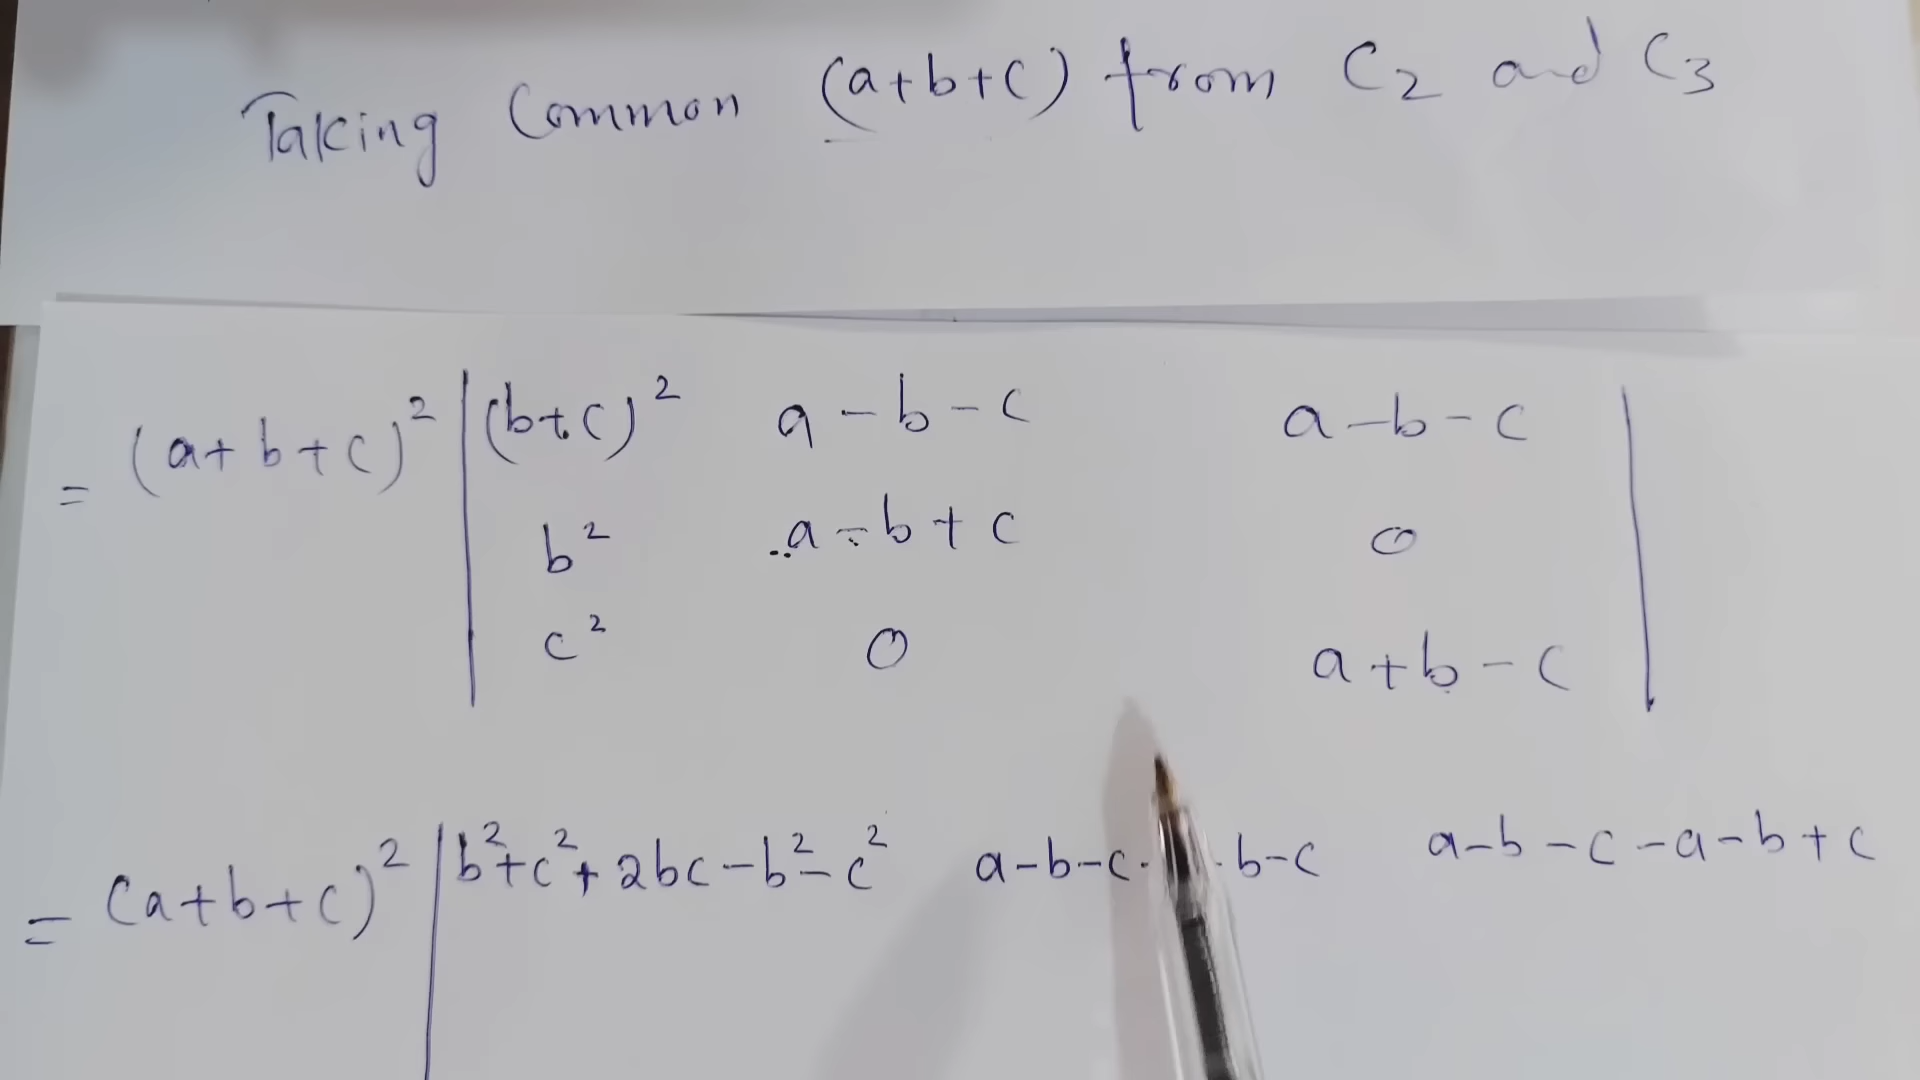 Taking Common (a+b+c) from C2 and C3
= (a+b+c)² | (b+c)² a-b-c a-b-c |
b² a-b+c 0
c² 0 a+b-c
= (a+b+c)² | b²+c²+2bc-b²-c² a-b-c b-c a-b-c-a-b+c